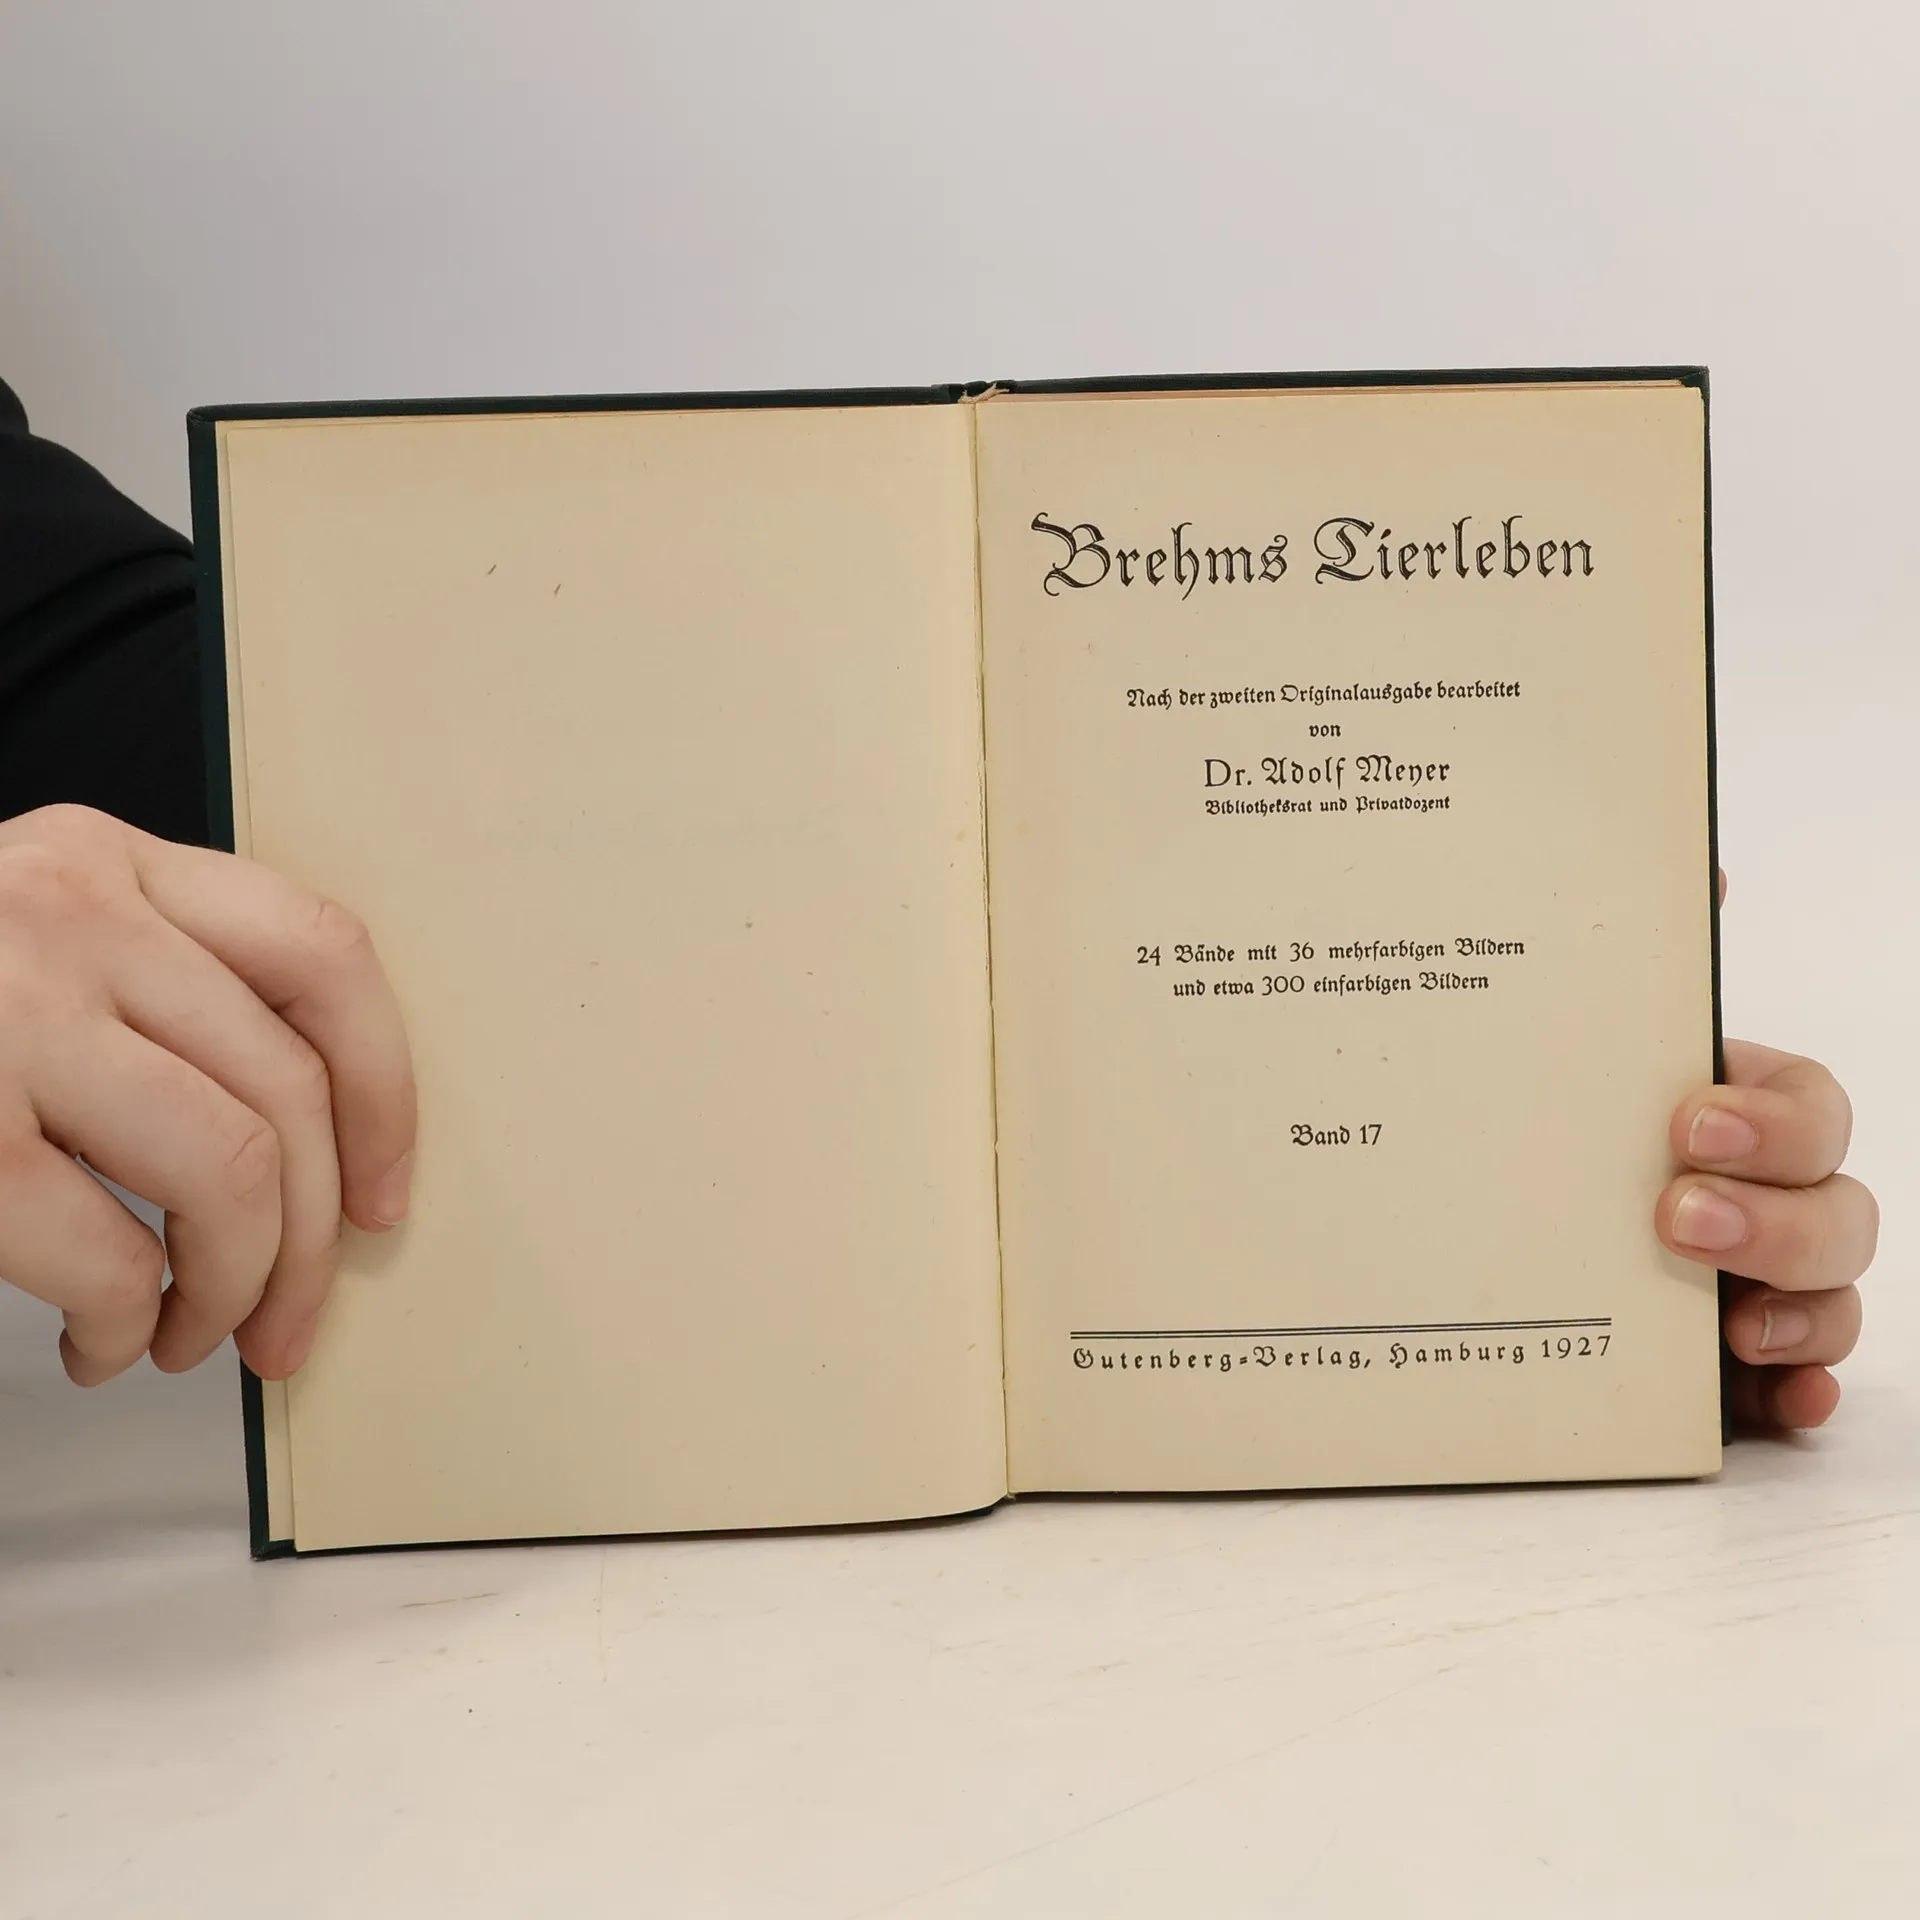 Brehms Tierleben
Nach der zweiten Originalausgabe bearbeitet
von
Dr. Adolf Meyer
Bibliotheksrat und Privatdozent
24 Bände mit 36 mehrfarbigen Bildern
und etwa 300 einfarbigen Bildern
Band 17
Gutenberg-Verlag, Hamburg 1927